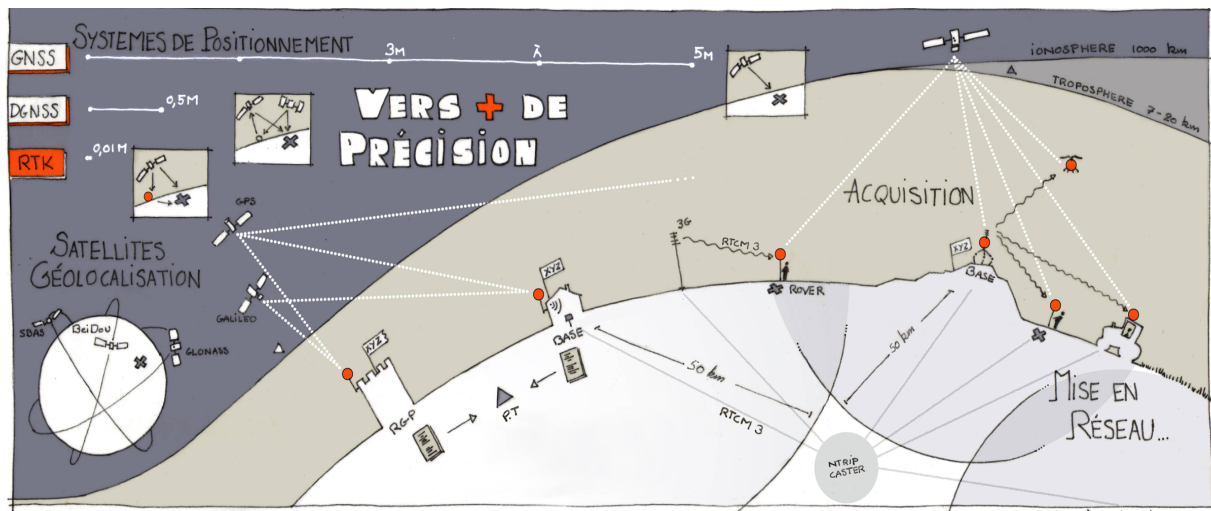 SYSTEMES DE POSITIONNEMENT
GNSS
3M
λ
5M
DGNSS
0,5M
RTK
0,01M
VERS + DE
PRÉCISION
IONOSPHERE 1000 km
TROPOSPHERE 7-20 km
ACQUISITION
SATELLITES
GÉOLOCALISATION
GPS
GALILEO
SBAS
BeiDou
GLONASS
XYZ
RGP
P.T
XYZ
BASE
3G
RTCM 3
ROVER
XYZ
BASE
50 km
50 km
RTCM 3
NTRIP
CASTER
MISE EN
RÉSEAU...